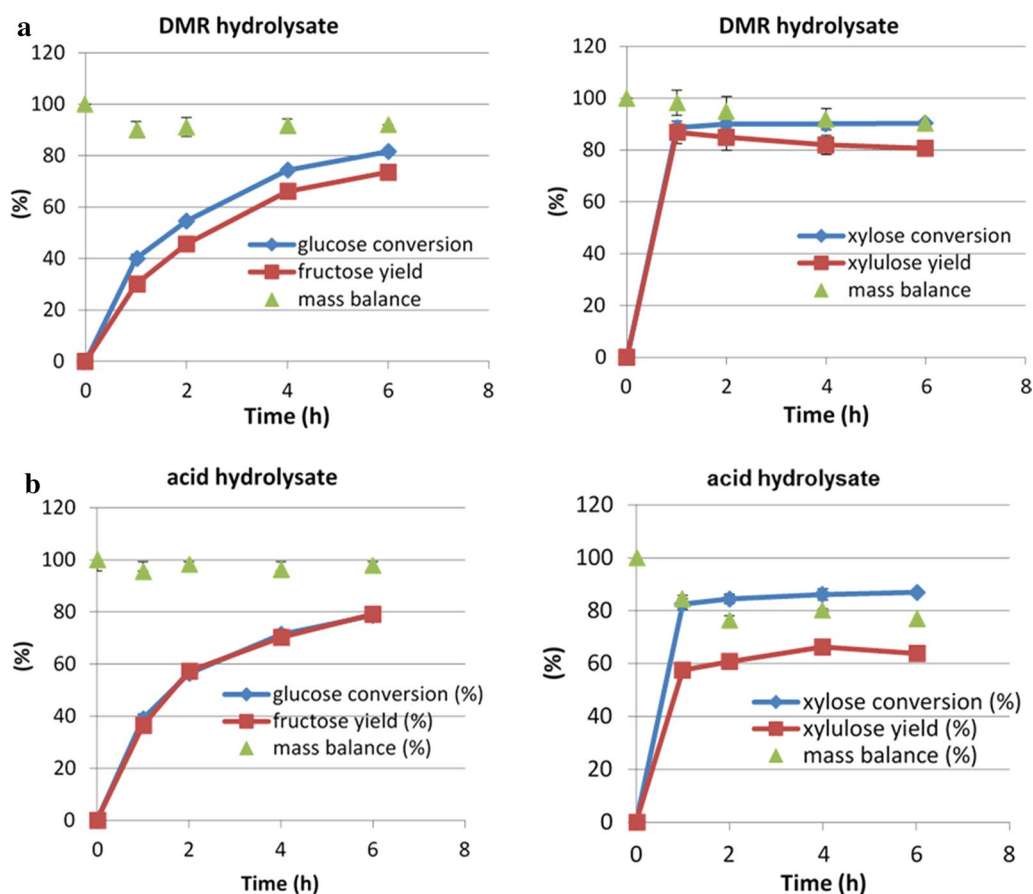 a
DMR hydrolysate
120
100
80
60
40
20
0
(%)
glucose conversion
fructose yield
mass balance
0 2 4 6 8
Time (h)
DMR hydrolysate
120
100
80
60
40
20
0
(%)
xylose conversion
xylulose yield
mass balance
0 2 4 6 8
Time (h)
b
acid hydrolysate
120
100
80
60
40
20
0
(%)
glucose conversion (%)
fructose yield (%)
mass balance (%)
0 2 4 6 8
Time (h)
acid hydrolysate
120
100
80
60
40
20
0
(%)
xylose conversion (%)
xylulose yield (%)
mass balance (%)
0 2 4 6 8
Time (h)